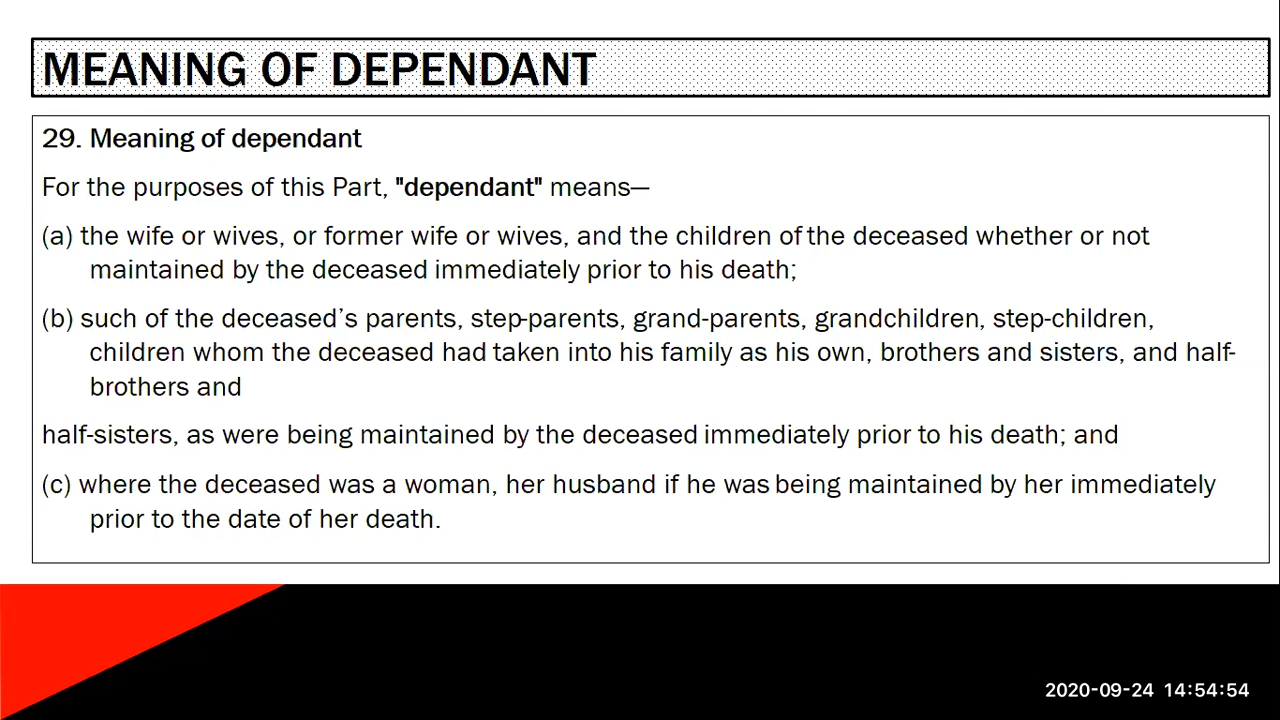 MEANING OF DEPENDANT
29. Meaning of dependant
For the purposes of this Part, "dependant" means—
(a) the wife or wives, or former wife or wives, and the children of the deceased whether or not
maintained by the deceased immediately prior to his death;
(b) such of the deceased’s parents, step-parents, grand-parents, grandchildren, step-children,
children whom the deceased had taken into his family as his own, brothers and sisters, and half-
brothers and
half-sisters, as were being maintained by the deceased immediately prior to his death; and
(c) where the deceased was a woman, her husband if he was being maintained by her immediately
prior to the date of her death.
2020-09-24 14:54:54